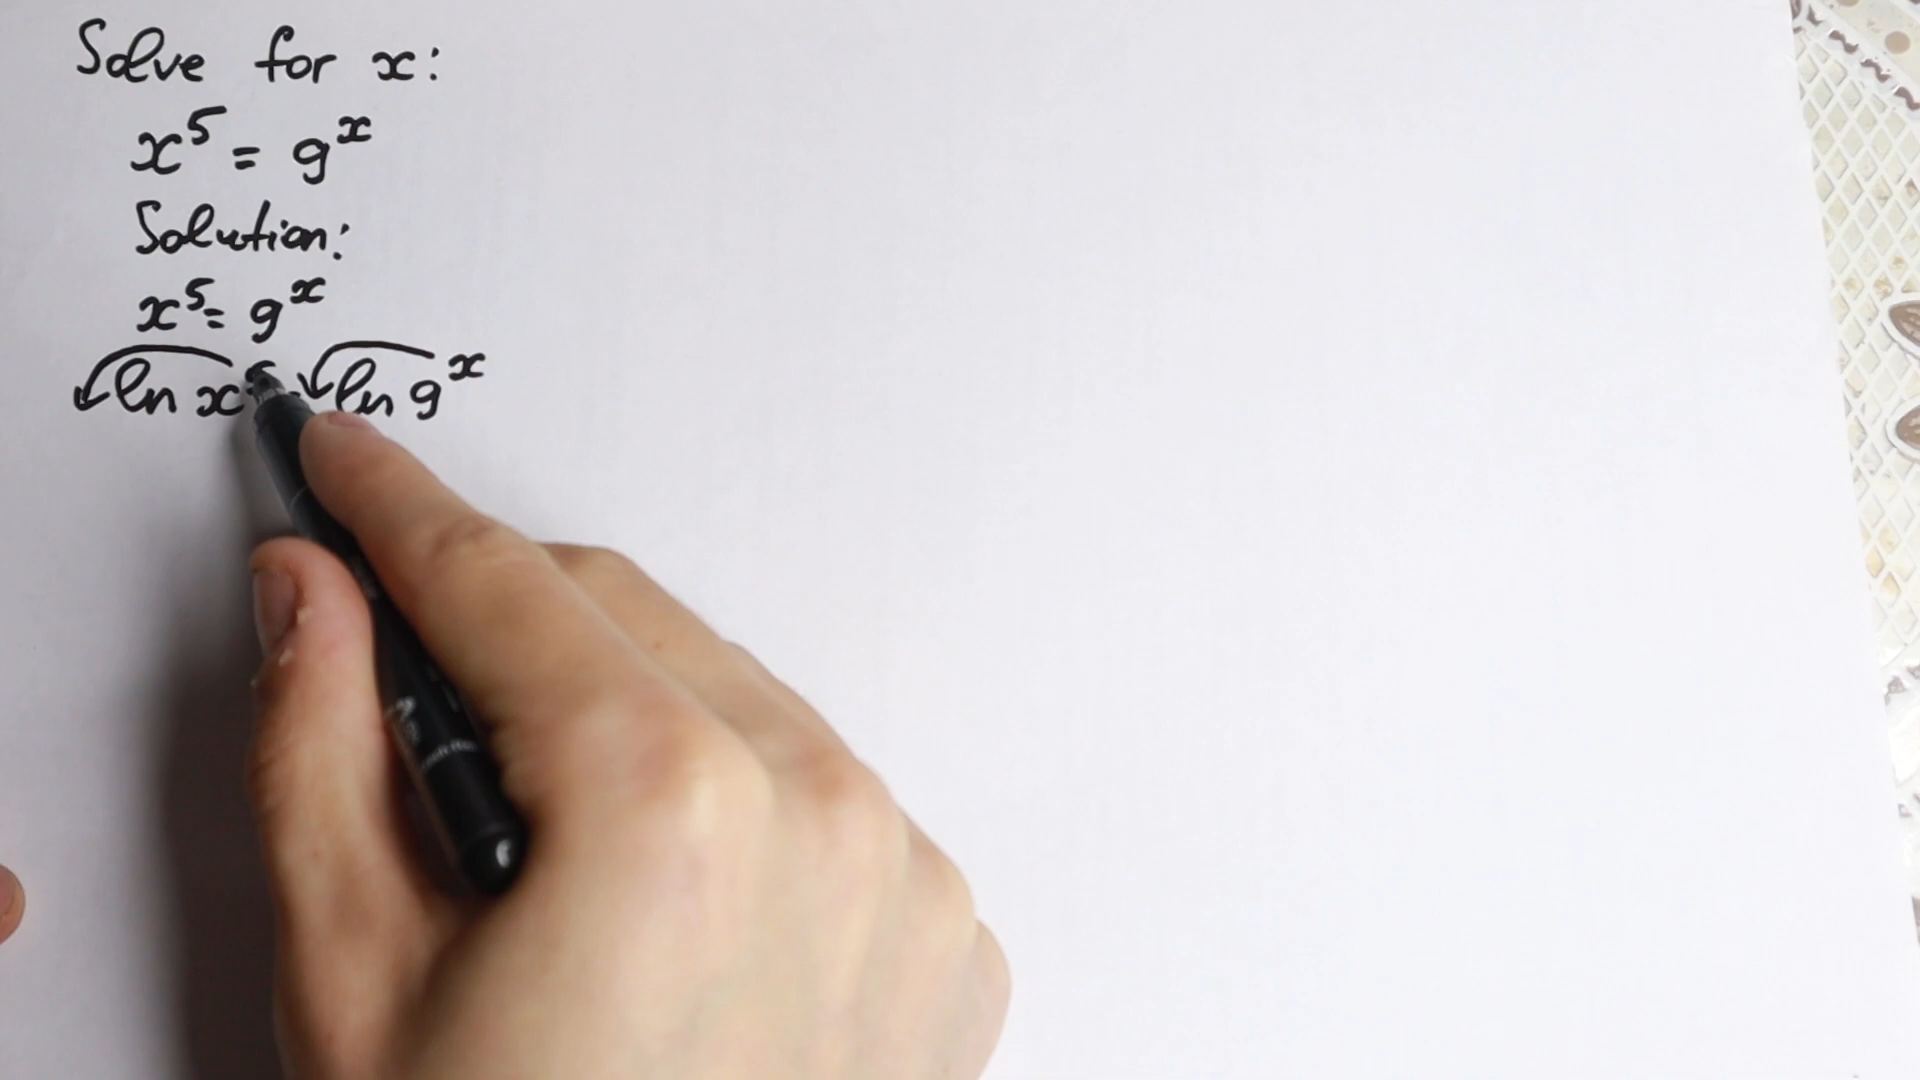 Solve for x:
x⁵ = 9ˣ
Solution:
x⁵ = 9ˣ
ln x⁵ = ln 9ˣ